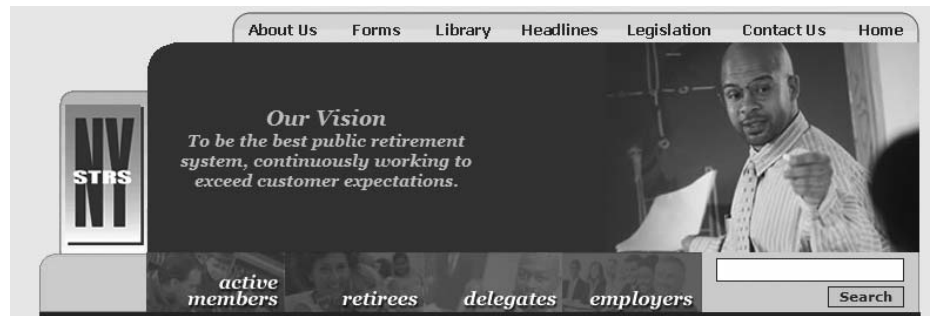 About Us Forms Library Headlines Legislation Contact Us Home
Our Vision
To be the best public retirement
system, continuously working to
exceed customer expectations.
NY
STRS
active
members retirees delegates employers
Search